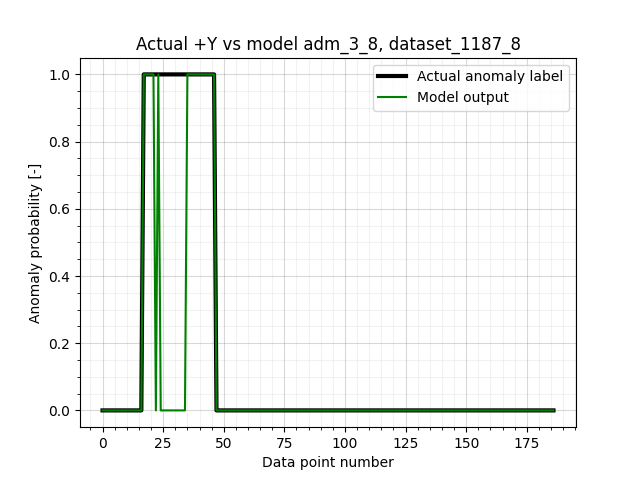 Actual +Y vs model adm_3_8, dataset_1187_8
Actual anomaly label
Model output
Anomaly probability [-]
1.0
0.8
0.6
0.4
0.2
0.0
0 25 50 75 100 125 150 175
Data point number